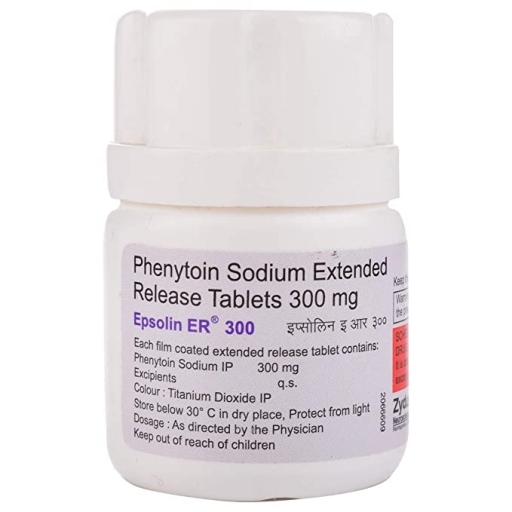 Phenytoin Sodium Extended
Release Tablets 300 mg
Epsolin ER® 300 इप्सोलिन इ आर ३००
Each film coated extended release tablet contains:
Phenytoin Sodium IP 300 mg
Excipients q.s.
Colour : Titanium Dioxide IP
Store below 30° C in dry place, Protect from light
Dosage : As directed by the Physician
Keep out of reach of children
2066609
Keep